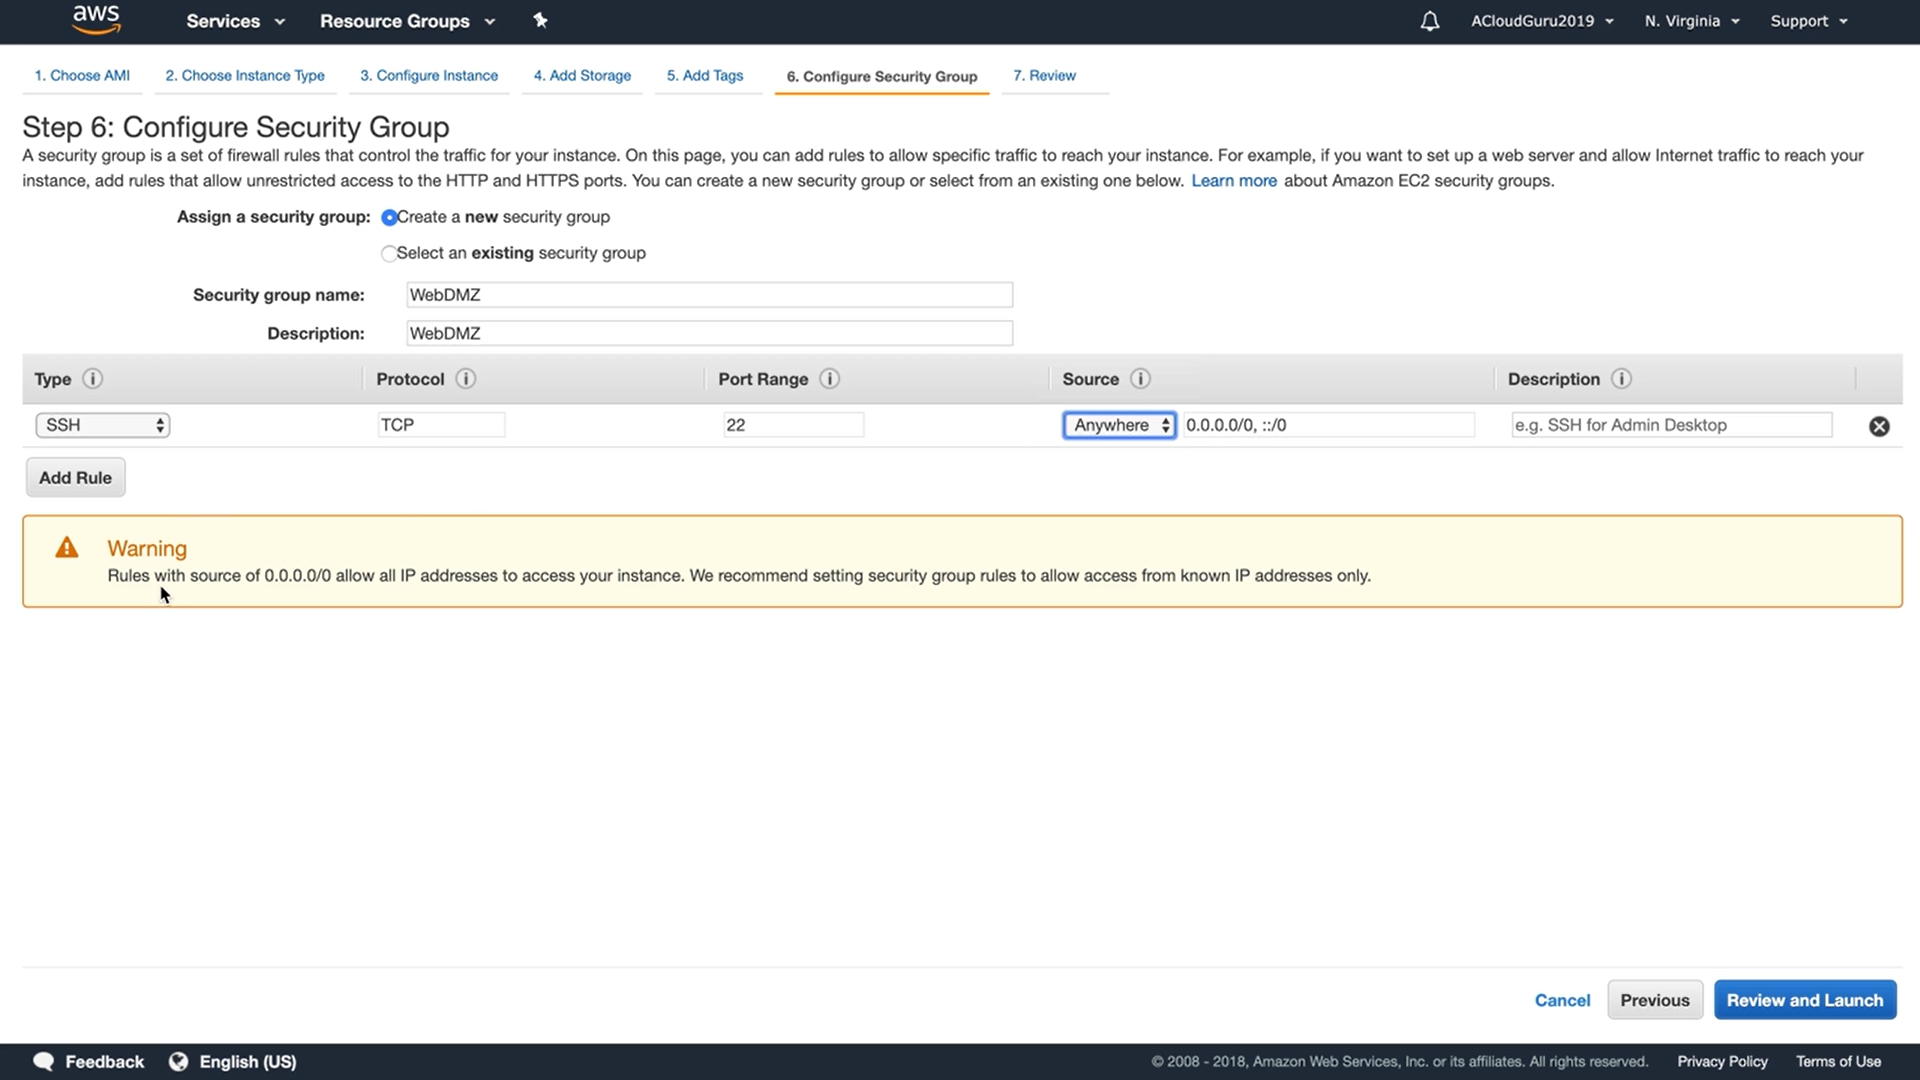 aws Services Resource Groups ACloudGuru2019 N. Virginia Support
1. Choose AMI 2. Choose Instance Type 3. Configure Instance 4. Add Storage 5. Add Tags 6. Configure Security Group 7. Review
Step 6: Configure Security Group
A security group is a set of firewall rules that control the traffic for your instance. On this page, you can add rules to allow specific traffic to reach your instance. For example, if you want to set up a web server and allow Internet traffic to reach your
instance, add rules that allow unrestricted access to the HTTP and HTTPS ports. You can create a new security group or select from an existing one below. Learn more about Amazon EC2 security groups.
Assign a security group: Create a new security group
Select an existing security group
Security group name: WebDMZ
Description: WebDMZ
Type i Protocol i Port Range i Source i Description i
SSH TCP 22 Anywhere 0.0.0.0/0, ::/0 e.g. SSH for Admin Desktop
Add Rule
Warning
Rules with source of 0.0.0.0/0 allow all IP addresses to access your instance. We recommend setting security group rules to allow access from known IP addresses only.
Cancel Previous Review and Launch
Feedback English (US) © 2008 - 2018, Amazon Web Services, Inc. or its affiliates. All rights reserved. Privacy Policy Terms of Use